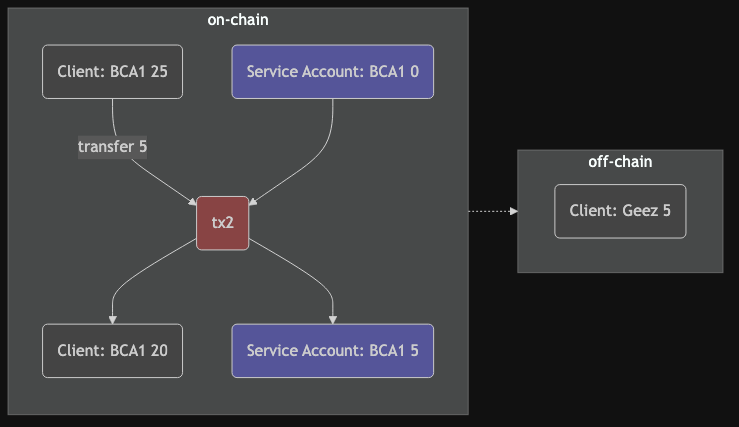 on-chain
Client: BCA1 25
Service Account: BCA1 0
transfer 5
off-chain
Client: Geez 5
tx2
Client: BCA1 20
Service Account: BCA1 5